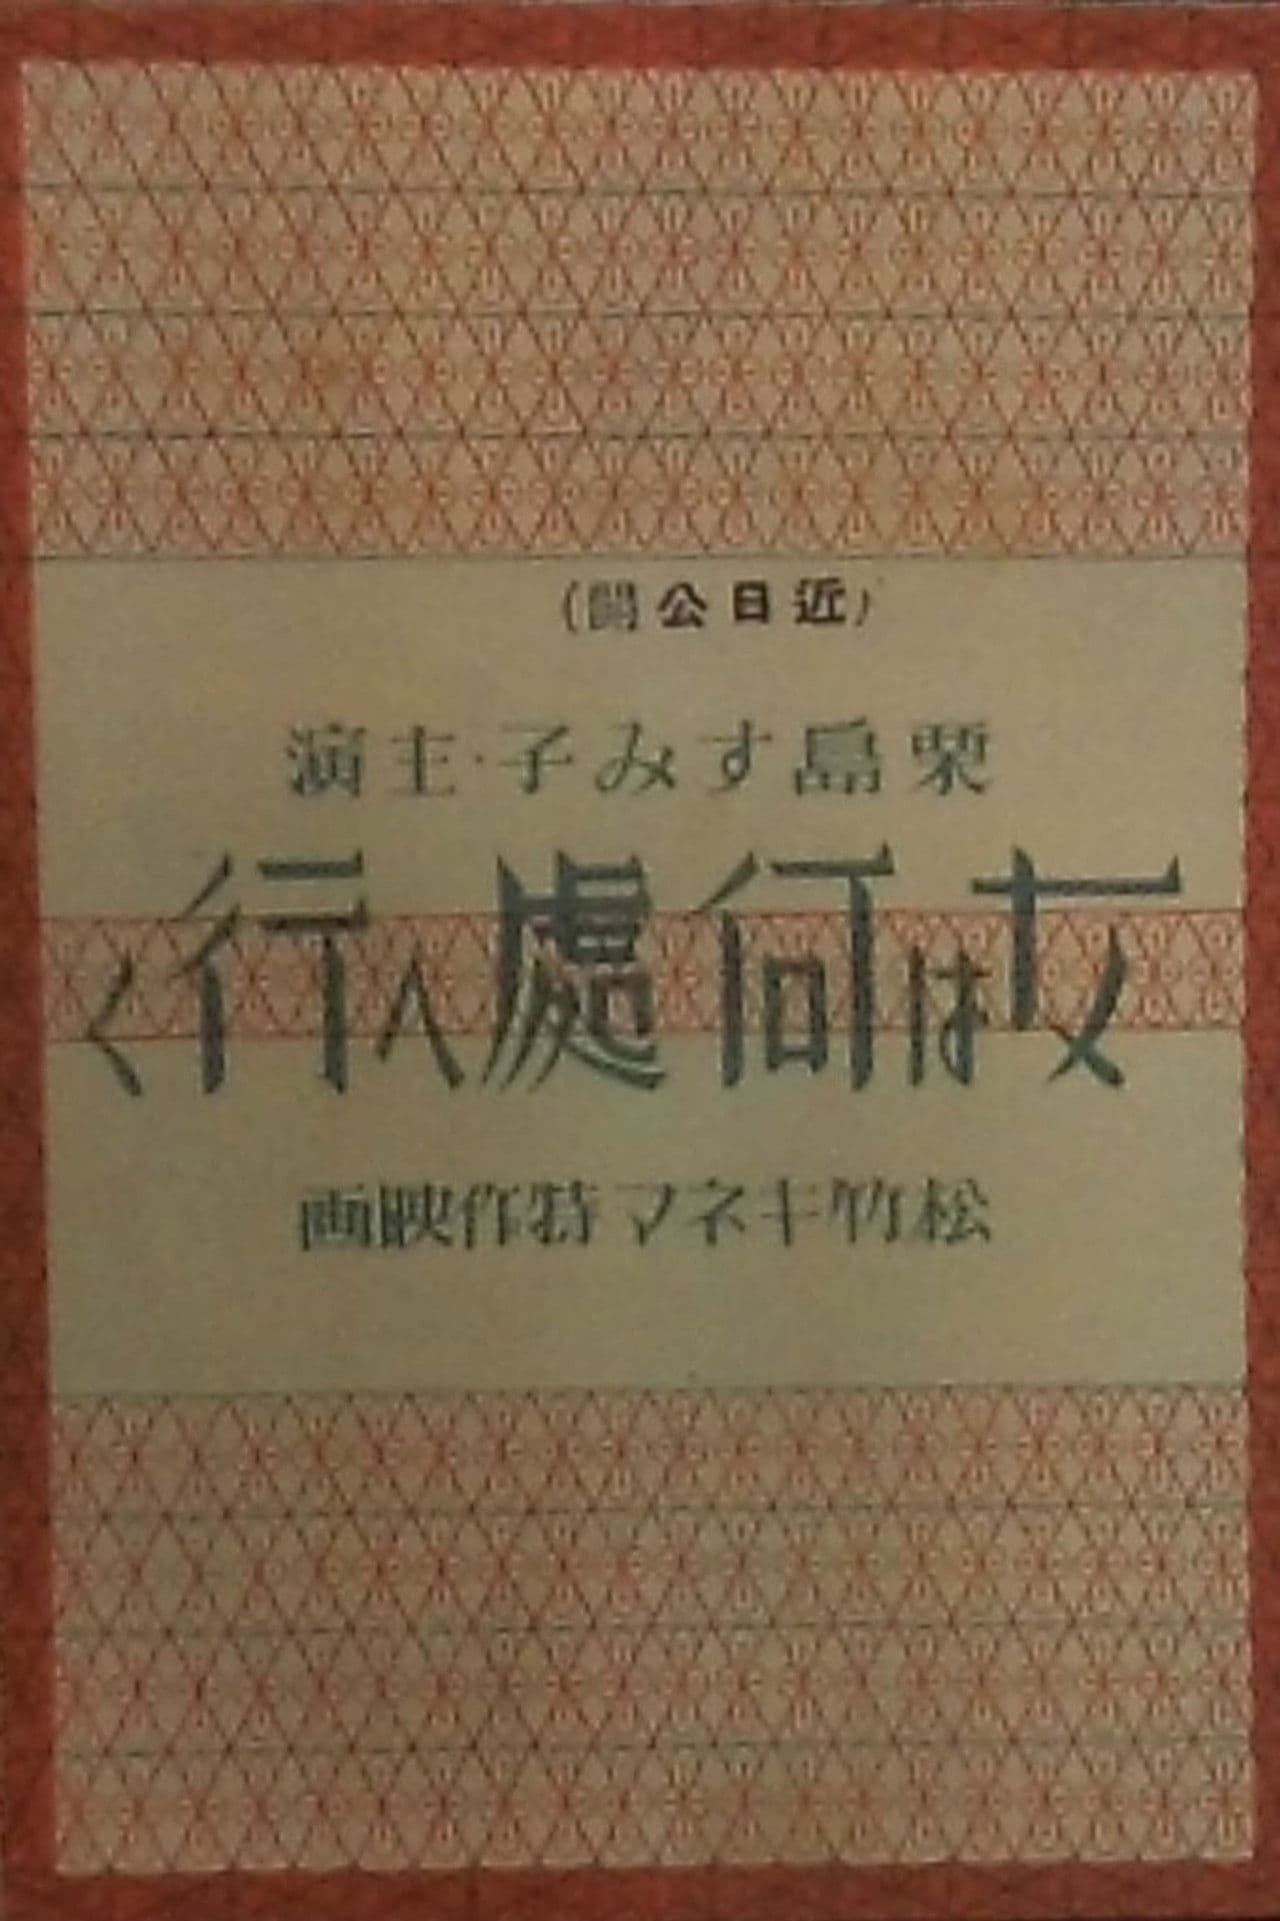 (近日公開)
栗島すみ子・主演
女は何處へ行く
松竹キネマ特作映画